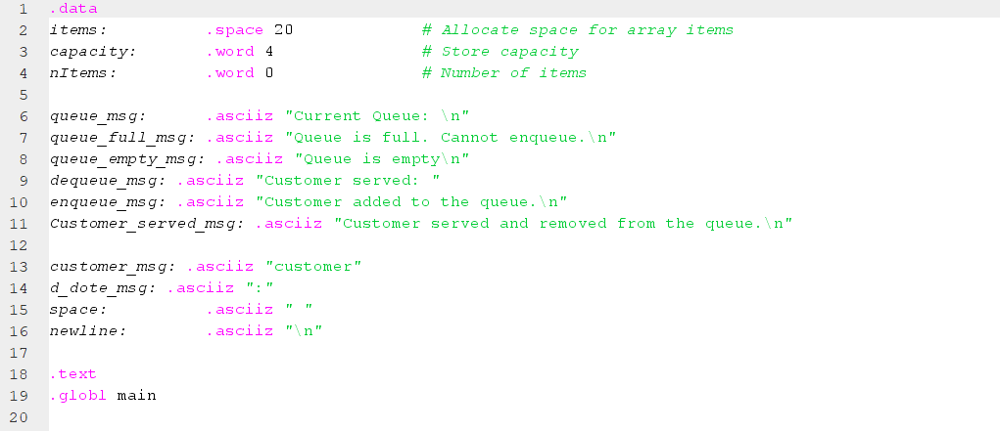 1 .data
2 items: .space 20 # Allocate space for array items
3 capacity: .word 4 # Store capacity
4 nItems: .word 0 # Number of items
5
6 queue_msg: .asciiz "Current Queue: \n"
7 queue_full_msg: .asciiz "Queue is full. Cannot enqueue.\n"
8 queue_empty_msg: .asciiz "Queue is empty\n"
9 dequeue_msg: .asciiz "Customer served: "
10 enqueue_msg: .asciiz "Customer added to the queue.\n"
11 Customer_served_msg: .asciiz "Customer served and removed from the queue.\n"
12
13 customer_msg: .asciiz "customer"
14 d_dote_msg: .asciiz ":"
15 space: .asciiz " "
16 newline: .asciiz "\n"
17
18 .text
19 .globl main
20